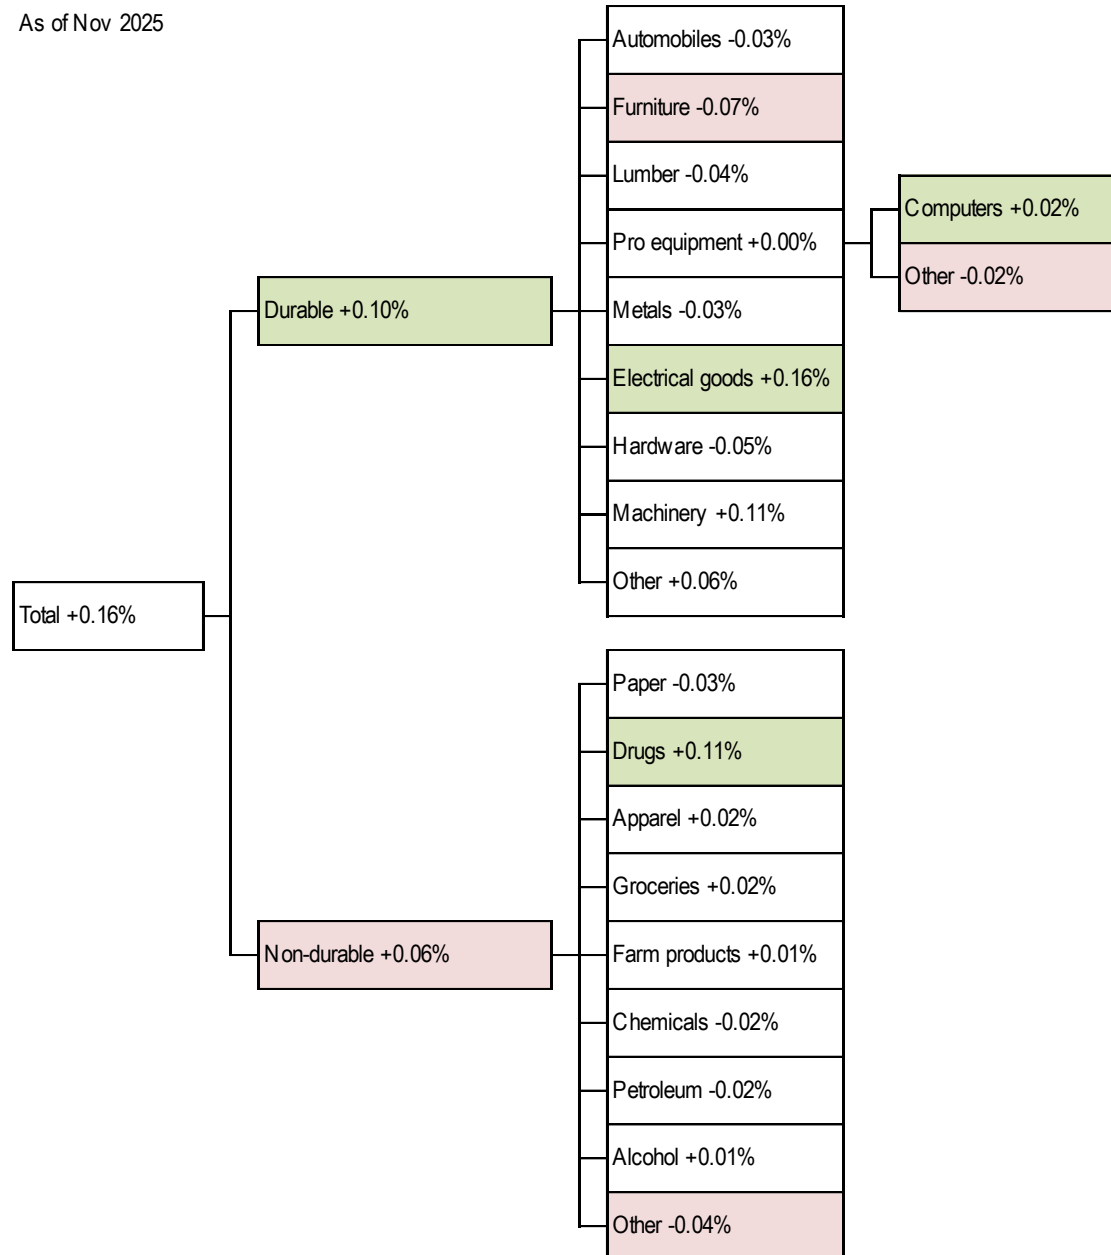 As of Nov 2025
Automobiles -0.03%
Furniture -0.07%
Lumber -0.04%
Pro equipment +0.00%
Computers +0.02%
Other -0.02%
Durable +0.10%
Metals -0.03%
Electrical goods +0.16%
Hardware -0.05%
Machinery +0.11%
Other +0.06%
Total +0.16%
Paper -0.03%
Drugs +0.11%
Apparel +0.02%
Groceries +0.02%
Non-durable +0.06%
Farm products +0.01%
Chemicals -0.02%
Petroleum -0.02%
Alcohol +0.01%
Other -0.04%